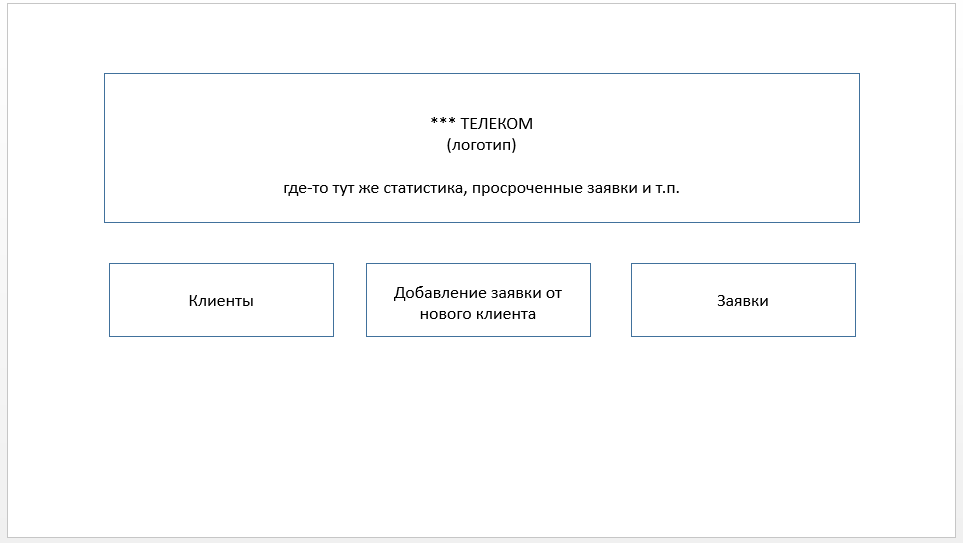 *** ТЕЛЕКОМ
(логотип)
где-то тут же статистика, просроченные заявки и т.п.
Клиенты
Добавление заявки от
нового клиента
Заявки